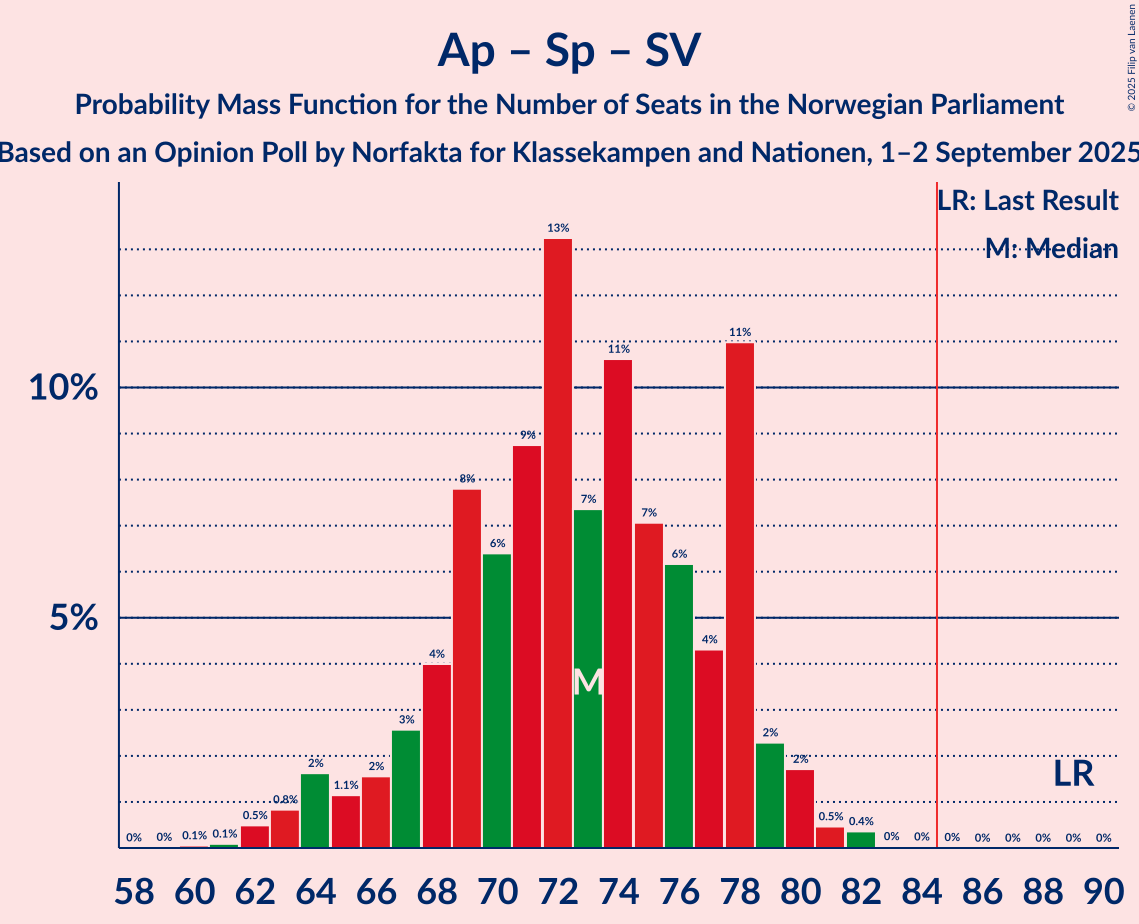 Ap – Sp – SV
Probability Mass Function for the Number of Seats in the Norwegian Parliament
Based on an Opinion Poll by Norfakta for Klassekampen and Nationen, 1–2 September 2025
© 2025 Filip van Laenen
LR: Last Result
M: Median
10%
5%
0% 0% 0.1% 0.1% 0.5% 0.8% 2% 1.1% 2% 3% 4% 8% 6% 9% 13% 7% 11% 7% 6% 4% 11% 2% 2% 0.5% 0.4% 0% 0% 0% 0% 0% 0% 0% 0%
M
LR
58 60 62 64 66 68 70 72 74 76 78 80 82 84 86 88 90